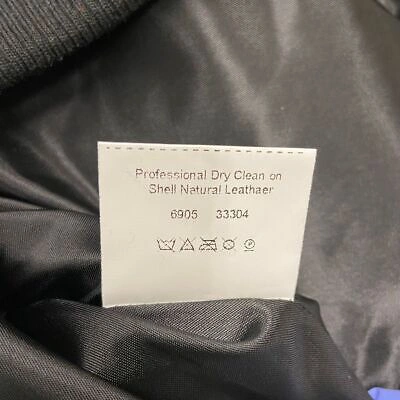 Professional Dry Clean on
Shell Natural Leathaer
6905 33304